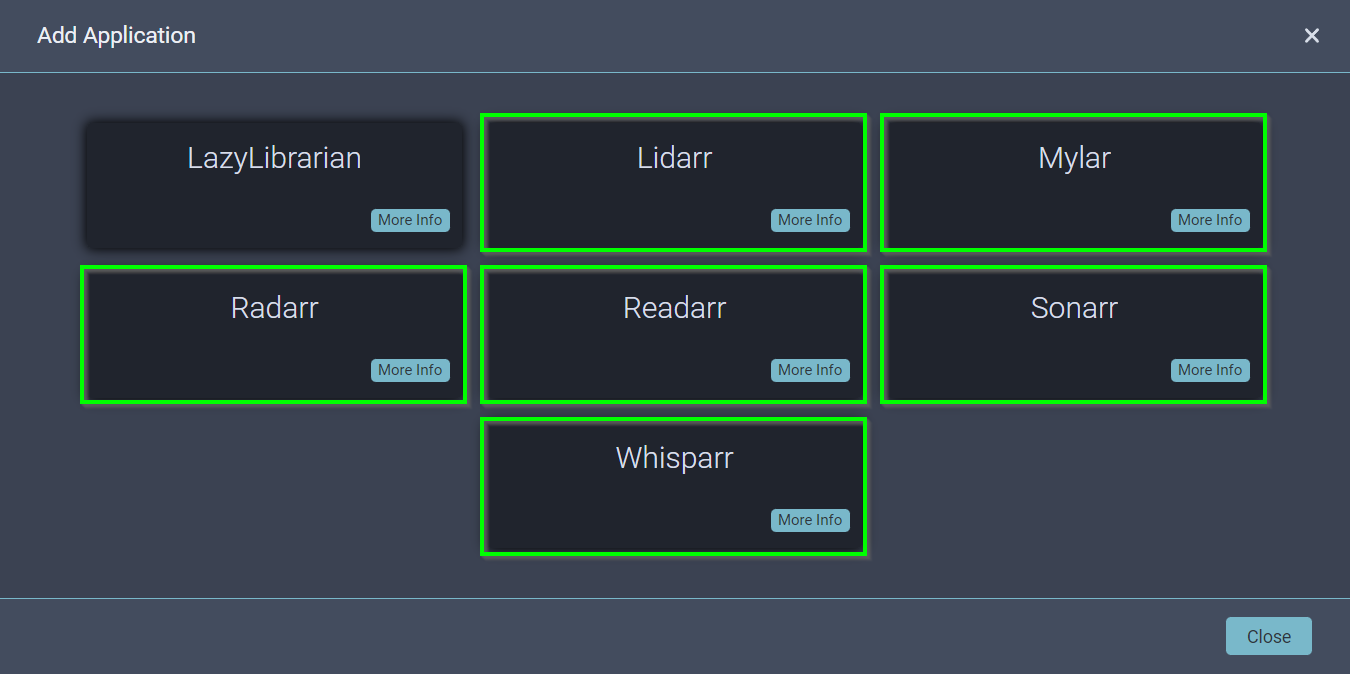 Add Application
LazyLibrarian
More Info
Lidarr
More Info
Mylar
More Info
Radarr
More Info
Readarr
More Info
Sonarr
More Info
Whisparr
More Info
Close